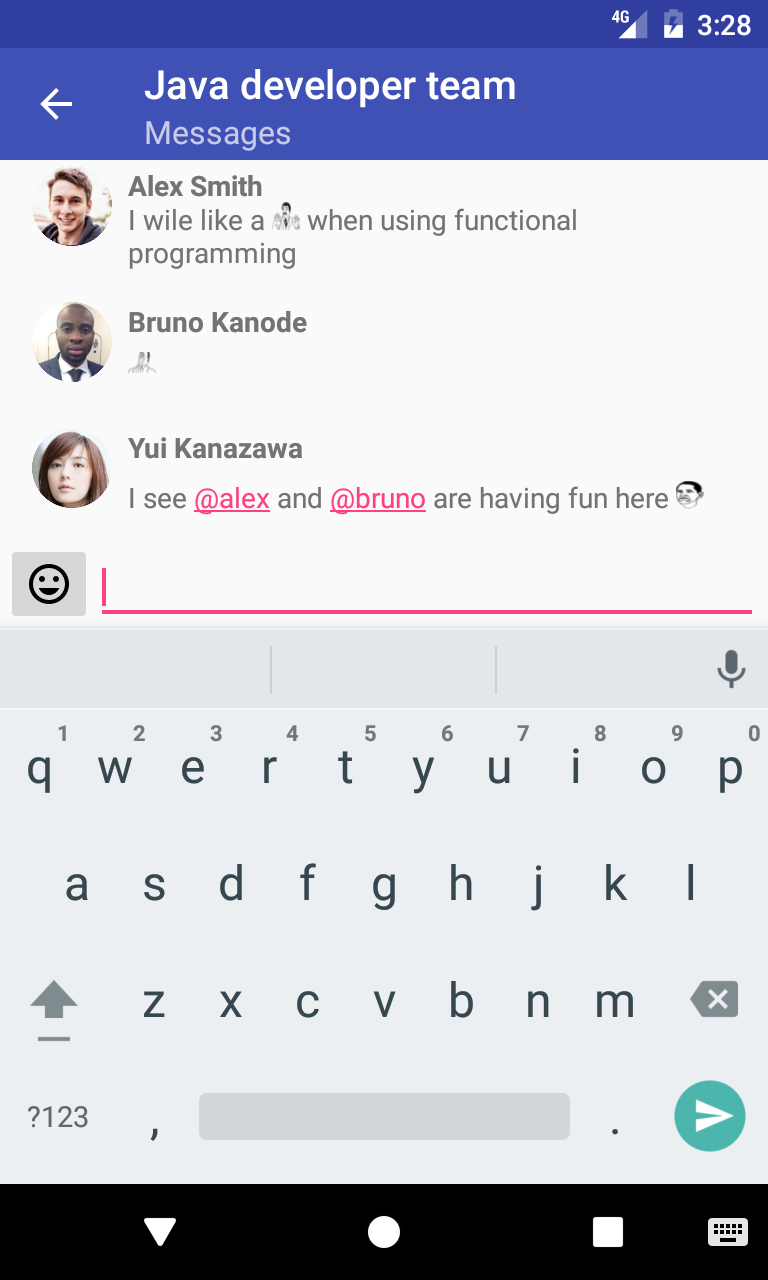 4G 3:28
Java developer team
Messages
Alex Smith
I wile like a when using functional
programming
Bruno Kanode
Yui Kanazawa
I see @alex and @bruno are having fun here
1 2 3 4 5 6 7 8 9 0
q w e r t y u i o p
a s d f g h j k l
z x c v b n m
?123 , .